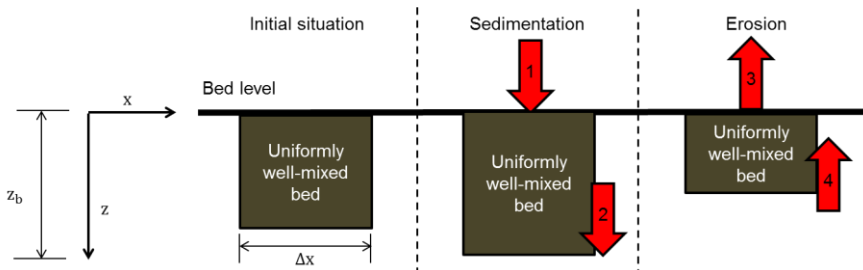 Initial situation
Sedimentation
Erosion
1
3
Bed level
x
Uniformly
well-mixed
bed
Uniformly
well-mixed
bed
Uniformly
well-mixed
bed
z_b
z
2
4
Δx